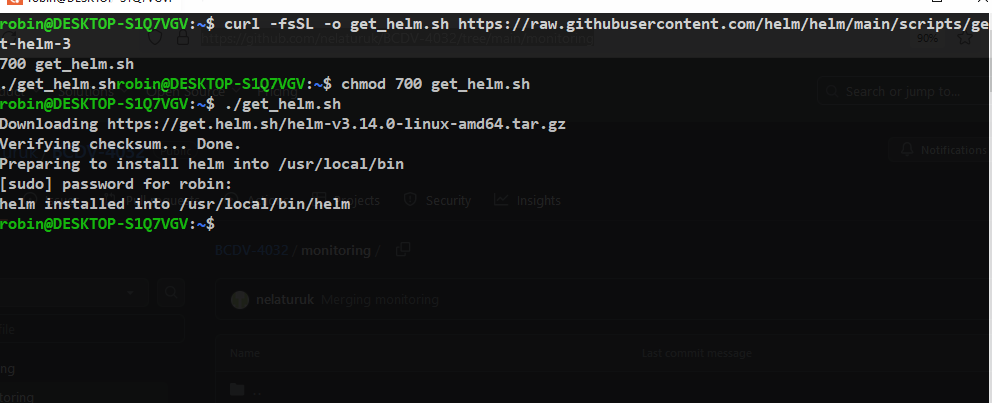 robin@DESKTOP-S1Q7VGV:~$ curl -fsSL -o get_helm.sh https://raw.githubusercontent.com/helm/helm/main/scripts/ge
t-helm-3
700 get_helm.sh
./get_helm.shrobin@DESKTOP-S1Q7VGV:~$ chmod 700 get_helm.sh
Search or jump to...
robin@DESKTOP-S1Q7VGV:~$ ./get_helm.sh
Downloading https://get.helm.sh/helm-v3.14.0-linux-amd64.tar.gz
Verifying checksum... Done.
Notifications
Preparing to install helm into /usr/local/bin
[sudo] password for robin:
helm installed into /usr/local/bin/helm
Security
Insights
robin@DESKTOP-S1Q7VGV:~$
BCDV-4032 / monitoring /
nelaturuk Merging monitoring
Name
Last commit message
..